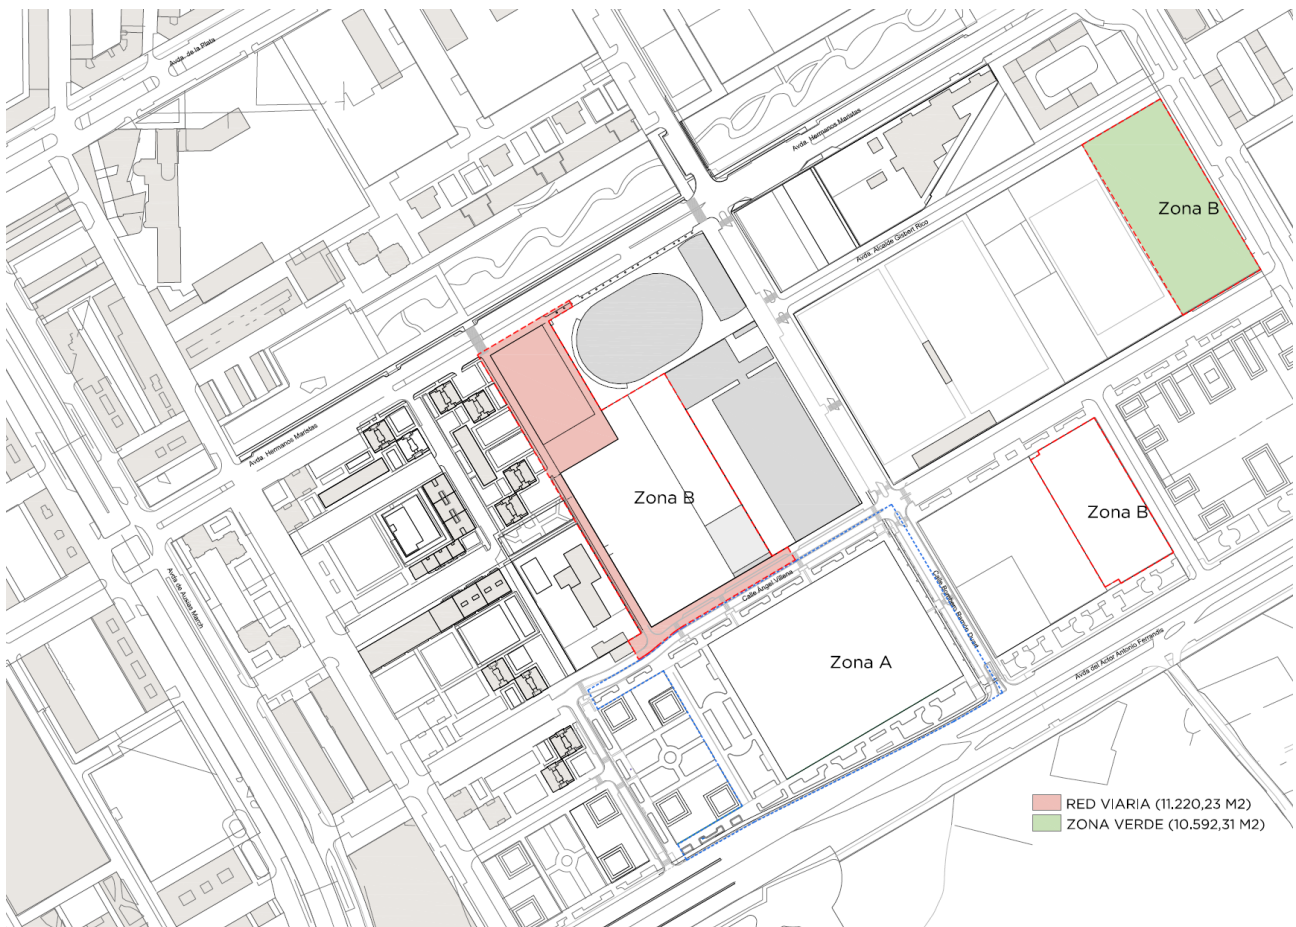 Avda. de la Plata
Avda. Hermanos Maristas
Zona B
Avda. Alcalde Gisbert Rico
Avda. Hermanos Maristas
Zona B
Zona B
Avda de Ausias March
Calle Angel Villena
Zona A
Avda del Actor Antonio Ferrandis
RED VIARIA (11.220,23 M2)
ZONA VERDE (10.592,31 M2)